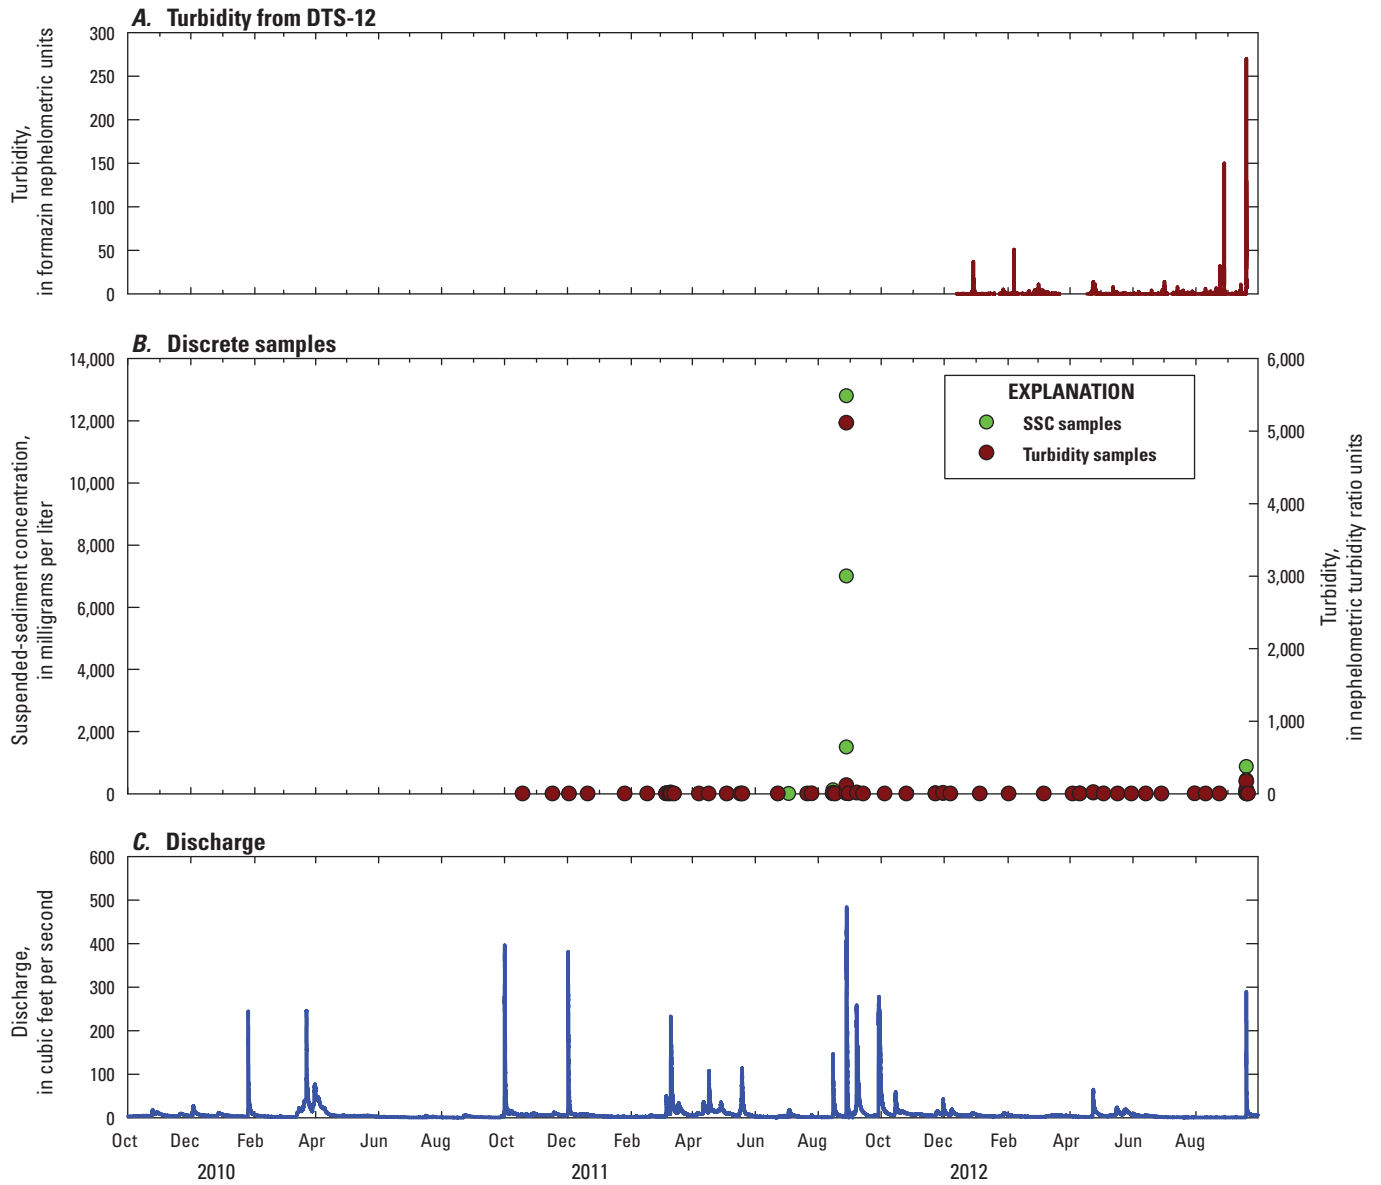 A. Turbidity from DTS-12
Turbidity,
in formazin nephelometric units
300
250
200
150
100
50
0
B. Discrete samples
Suspended-sediment concentration,
in milligrams per liter
14,000
12,000
10,000
8,000
6,000
4,000
2,000
0
EXPLANATION
SSC samples
Turbidity samples
6,000
5,000
4,000
3,000
2,000
1,000
0
Turbidity,
in nephelometric turbidity ratio units
C. Discharge
Discharge,
in cubic feet per second
600
500
400
300
200
100
0
Oct Dec Feb Apr Jun Aug Oct Dec Feb Apr Jun Aug Oct Dec Feb Apr Jun Aug
2010 2011 2012